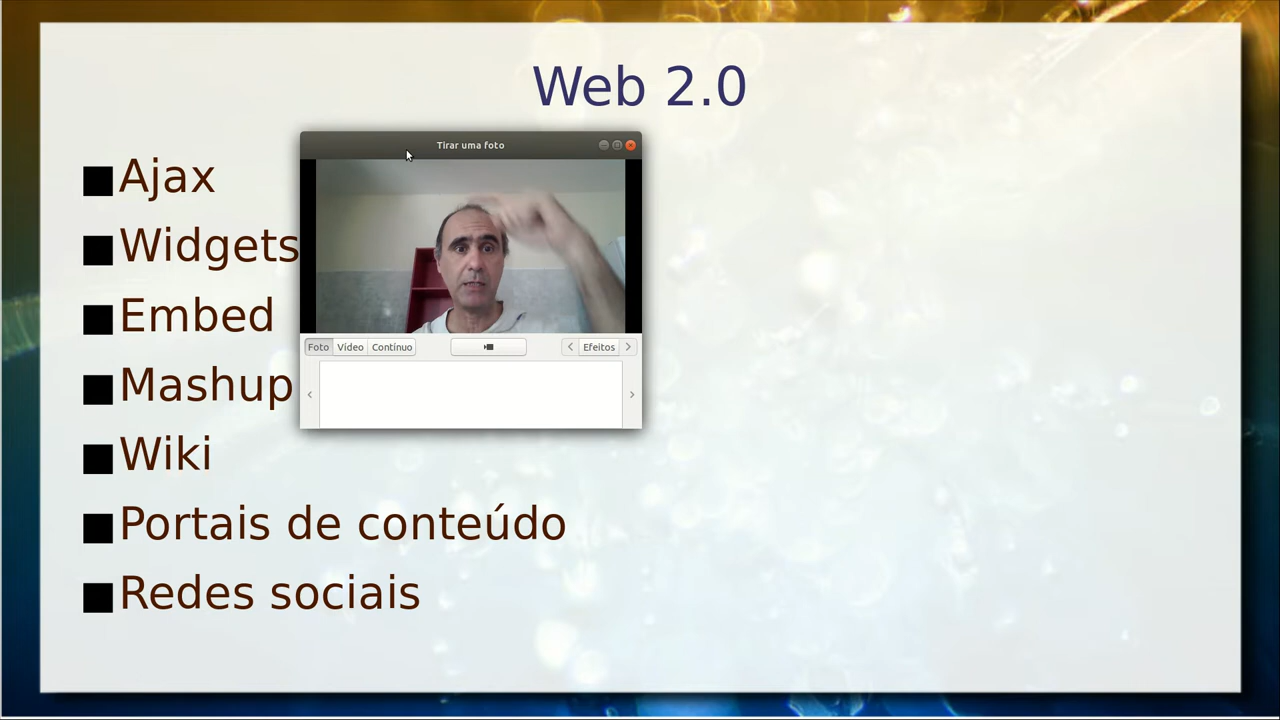 Web 2.0
Tirar uma foto
Ajax
Widgets
Embed
Foto Vídeo Contínuo Efeitos
Mashup
Wiki
Portais de conteúdo
Redes sociais